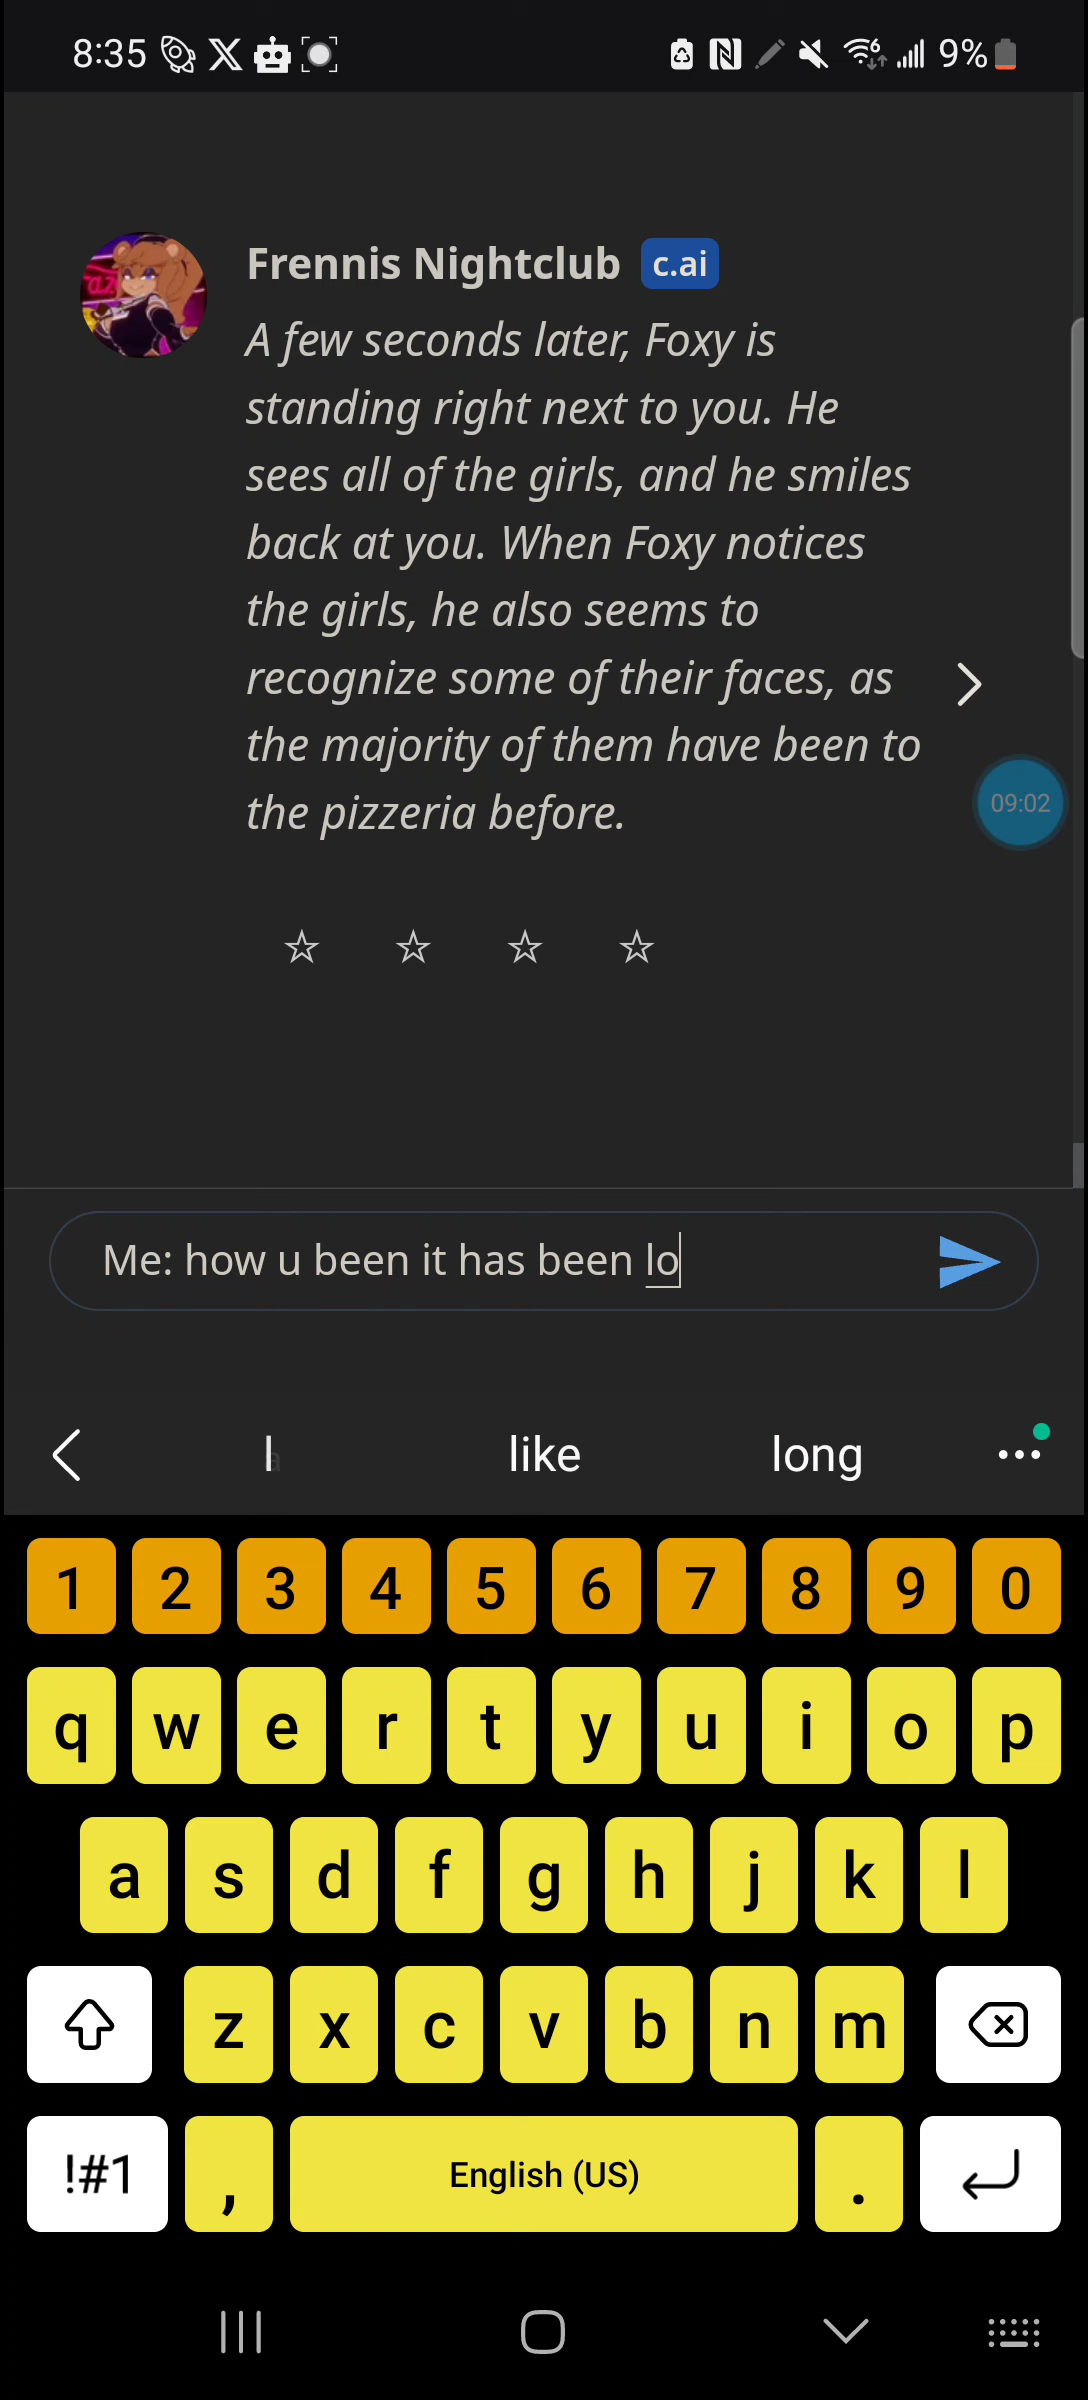 8:35 9%
Frennis Nightclub c.ai
A few seconds later, Foxy is
standing right next to you. He
sees all of the girls, and he smiles
back at you. When Foxy notices
the girls, he also seems to
recognize some of their faces, as
the majority of them have been to
the pizzeria before.
09:02
Me: how u been it has been lo
l like long
1 2 3 4 5 6 7 8 9 0
q w e r t y u i o p
a s d f g h j k l
z x c v b n m
!#1 , English (US) .